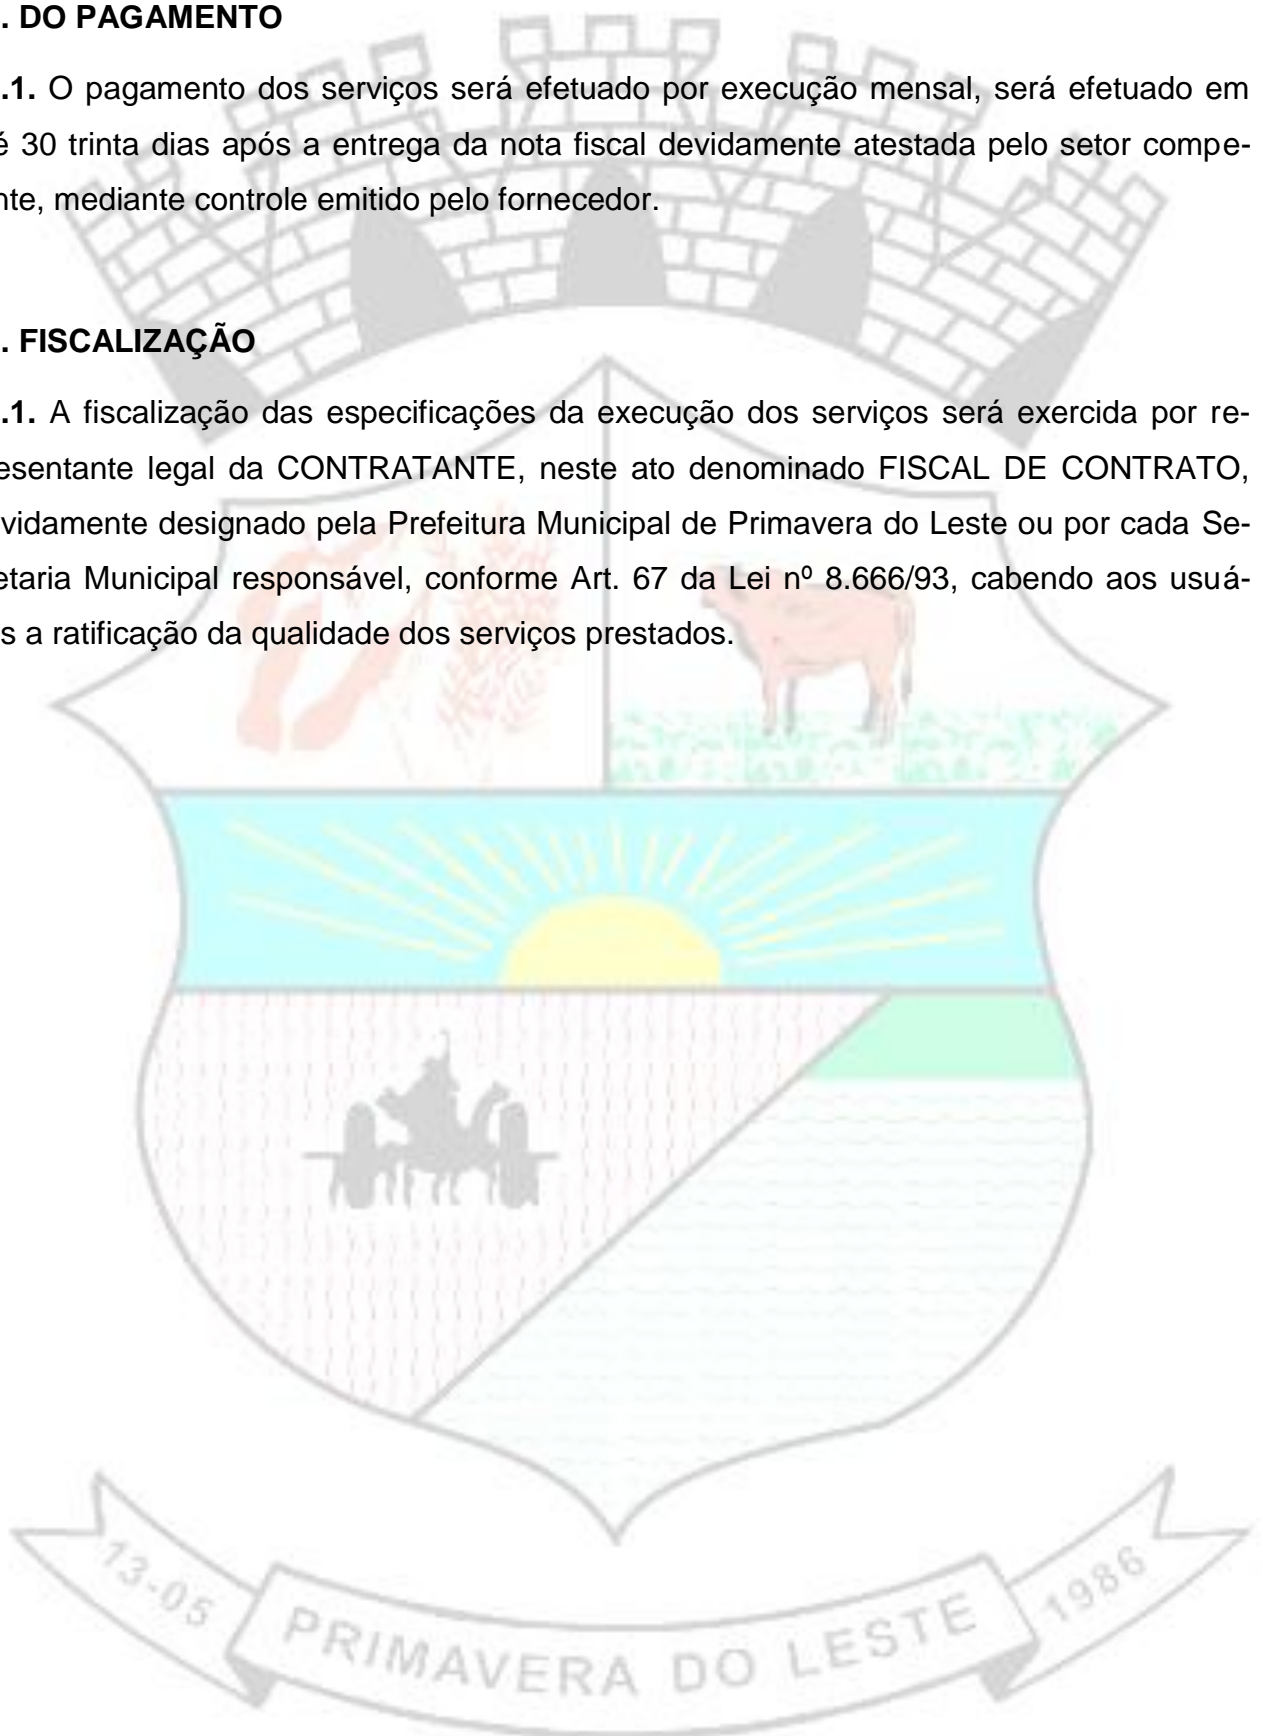 . DO PAGAMENTO
.1. O pagamento dos serviços será efetuado por execução mensal, será efetuado em
é 30 trinta dias após a entrega da nota fiscal devidamente atestada pelo setor compe-
nte, mediante controle emitido pelo fornecedor.
. FISCALIZAÇÃO
.1. A fiscalização das especificações da execução dos serviços será exercida por re-
esentante legal da CONTRATANTE, neste ato denominado FISCAL DE CONTRATO,
vidamente designado pela Prefeitura Municipal de Primavera do Leste ou por cada Se-
etaria Municipal responsável, conforme Art. 67 da Lei nº 8.666/93, cabendo aos usuá-
s a ratificação da qualidade dos serviços prestados.
13-05 PRIMAVERA DO LESTE 1986